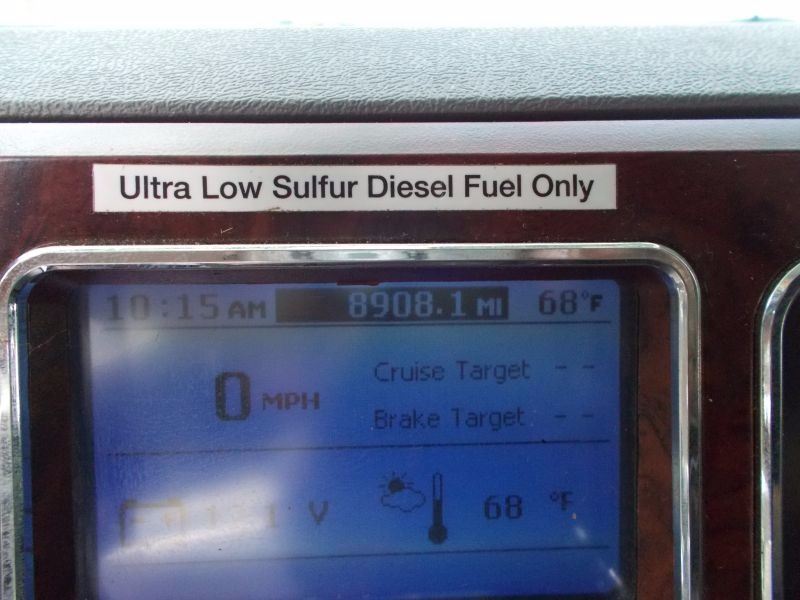 Ultra Low Sulfur Diesel Fuel Only
10:15 AM 8908.1 MI 68°F
0 MPH
Cruise Target - -
Brake Target - -
V 68 °F